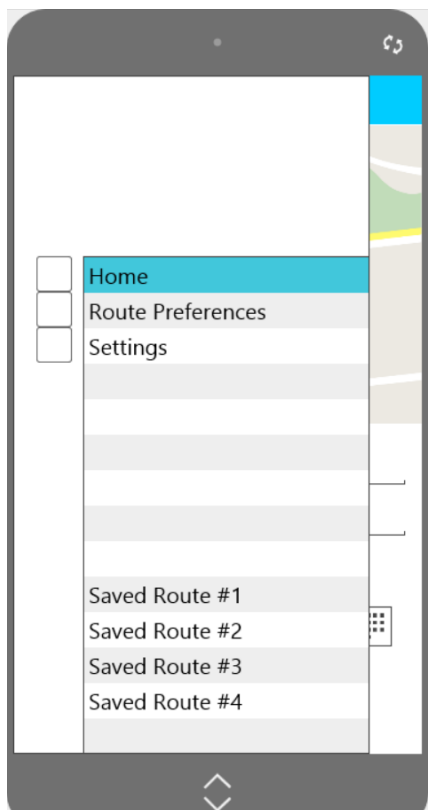 Home
Route Preferences
Settings
Saved Route #1
Saved Route #2
Saved Route #3
Saved Route #4